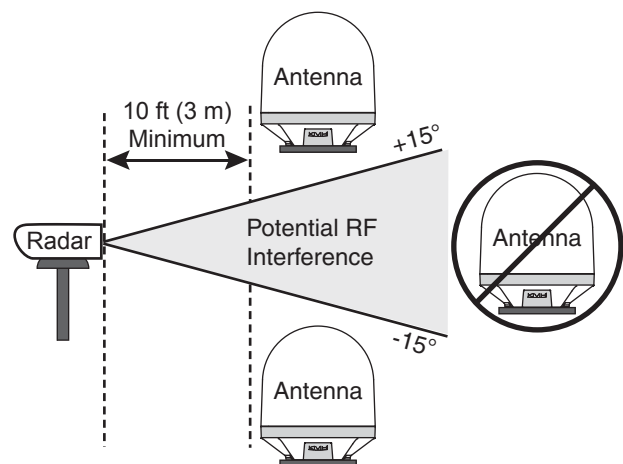 Antenna
10 ft (3 m)
Minimum
+15°
Radar
Potential RF
Interference
Antenna
-15°
Antenna